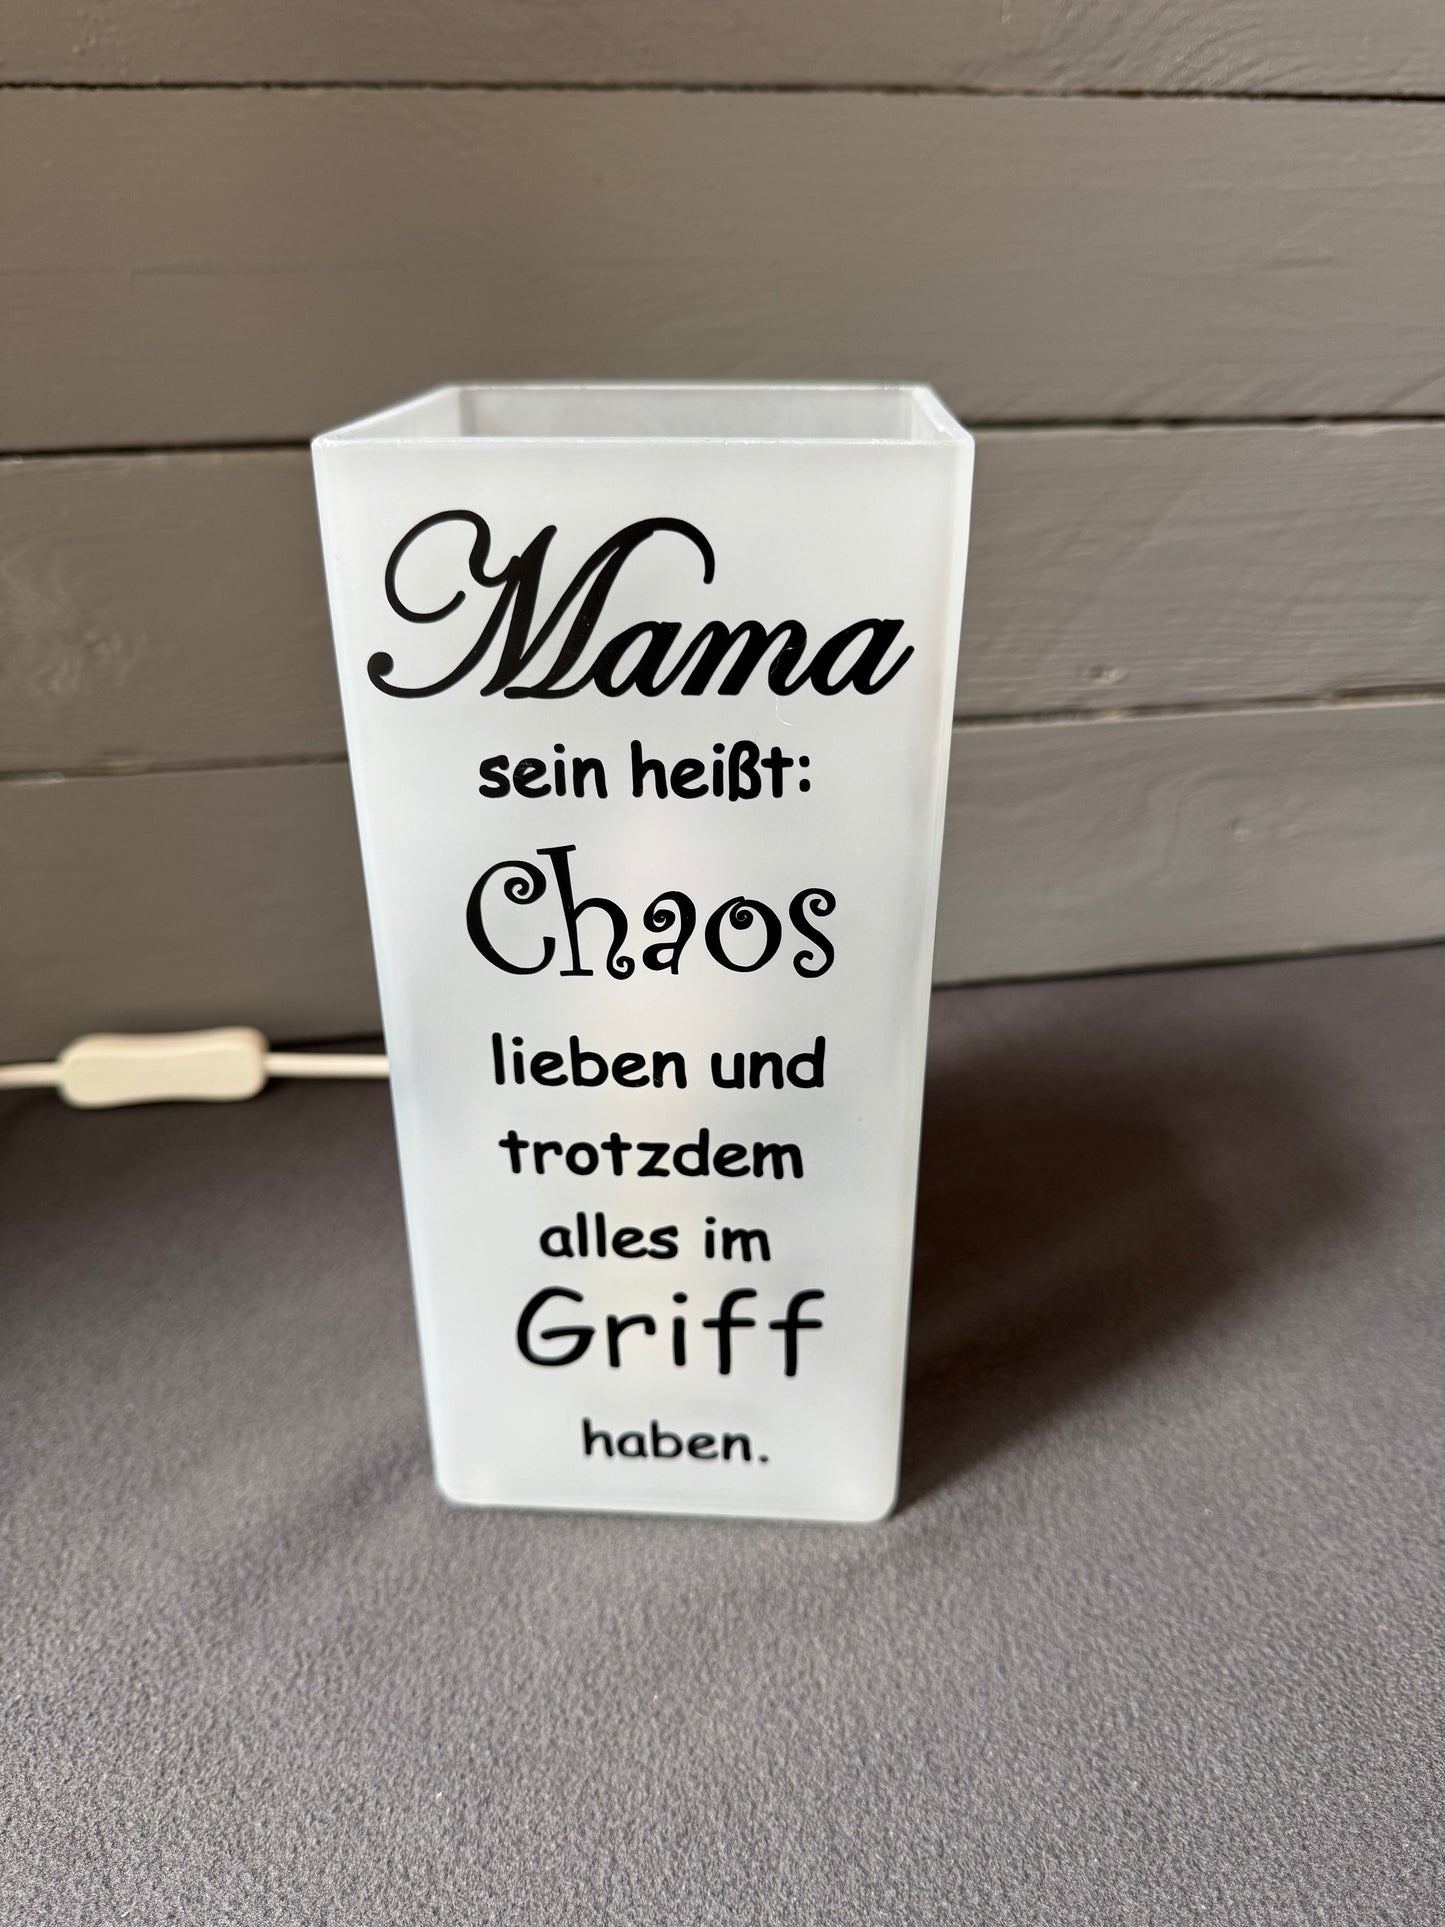 Mama
sein heißt:
Chaos
lieben und
trotzdem
alles im
Griff
haben.